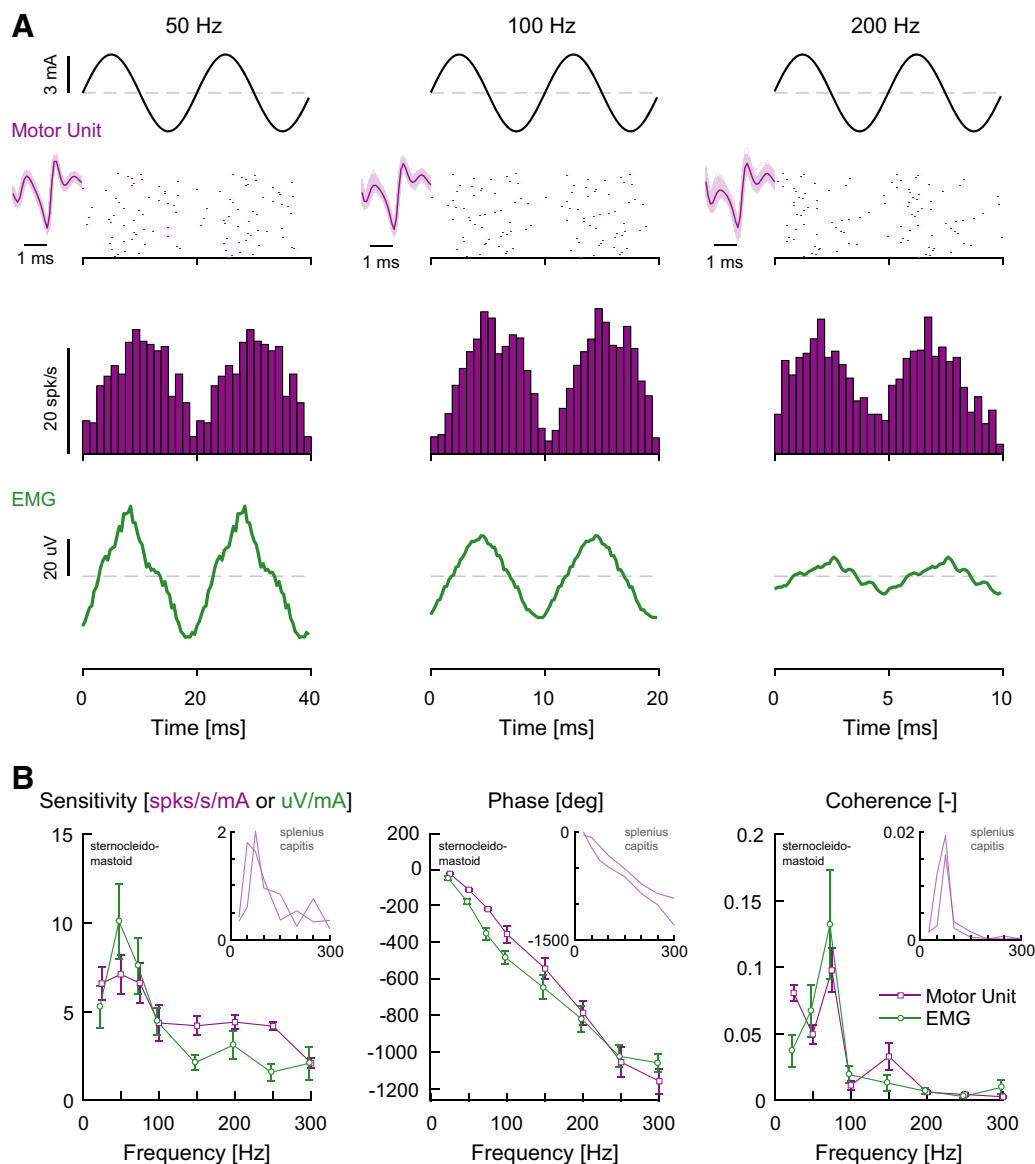 A
50 Hz
100 Hz
200 Hz
3 mA
Motor Unit
1 ms
1 ms
1 ms
20 spk/s
EMG
20 uV
0
20
40
0
10
20
0
5
10
Time [ms]
Time [ms]
Time [ms]
B
Sensitivity [spks/s/mA or uV/mA]
Phase [deg]
Coherence [-]
15
10
5
0
sternocleido-
mastoid
2
0
splenius
capitis
0
300
0
100
200
300
Frequency [Hz]
200
0
-200
-400
-600
-800
-1000
-1200
sternocleido-
mastoid
0
-1500
splenius
capitis
300
0
100
200
300
Frequency [Hz]
0.2
0.15
0.1
0.05
0
sternocleido-
mastoid
0.02
0
splenius
capitis
0
300
Motor Unit
EMG
0
100
200
300
Frequency [Hz]